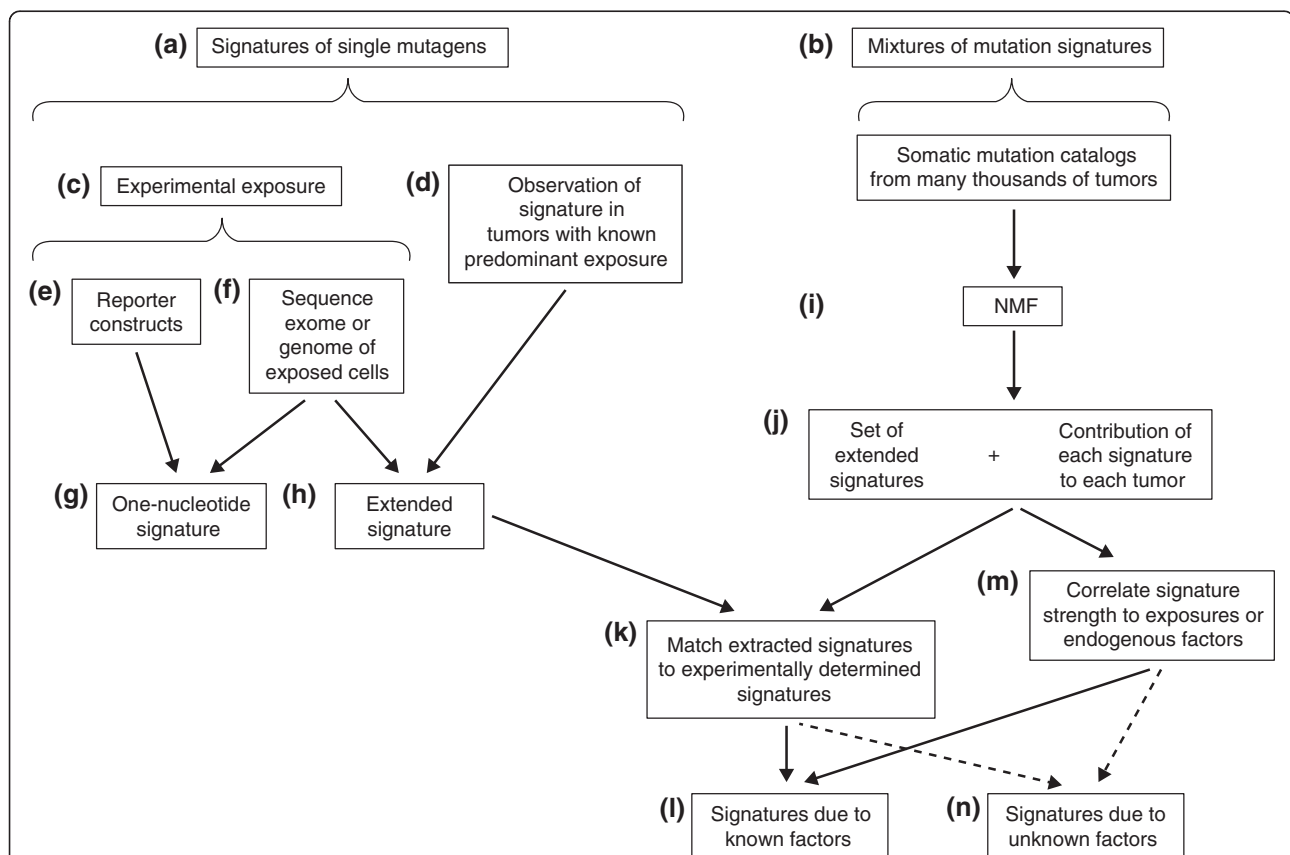 (a) Signatures of single mutagens
(b) Mixtures of mutation signatures
Somatic mutation catalogs
from many thousands of tumors
(c) Experimental exposure
(d) Observation of
signature in
tumors with known
predominant exposure
(e) Reporter
constructs
(f) Sequence
exome or
genome of
exposed cells
(i) NMF
(j) Set of
extended
signatures
+
Contribution of
each signature
to each tumor
(g) One-nucleotide
signature
(h) Extended
signature
(m) Correlate signature
strength to exposures or
endogenous factors
(k) Match extracted signatures
to experimentally determined
signatures
(l) Signatures due to
known factors
(n) Signatures due to
unknown factors